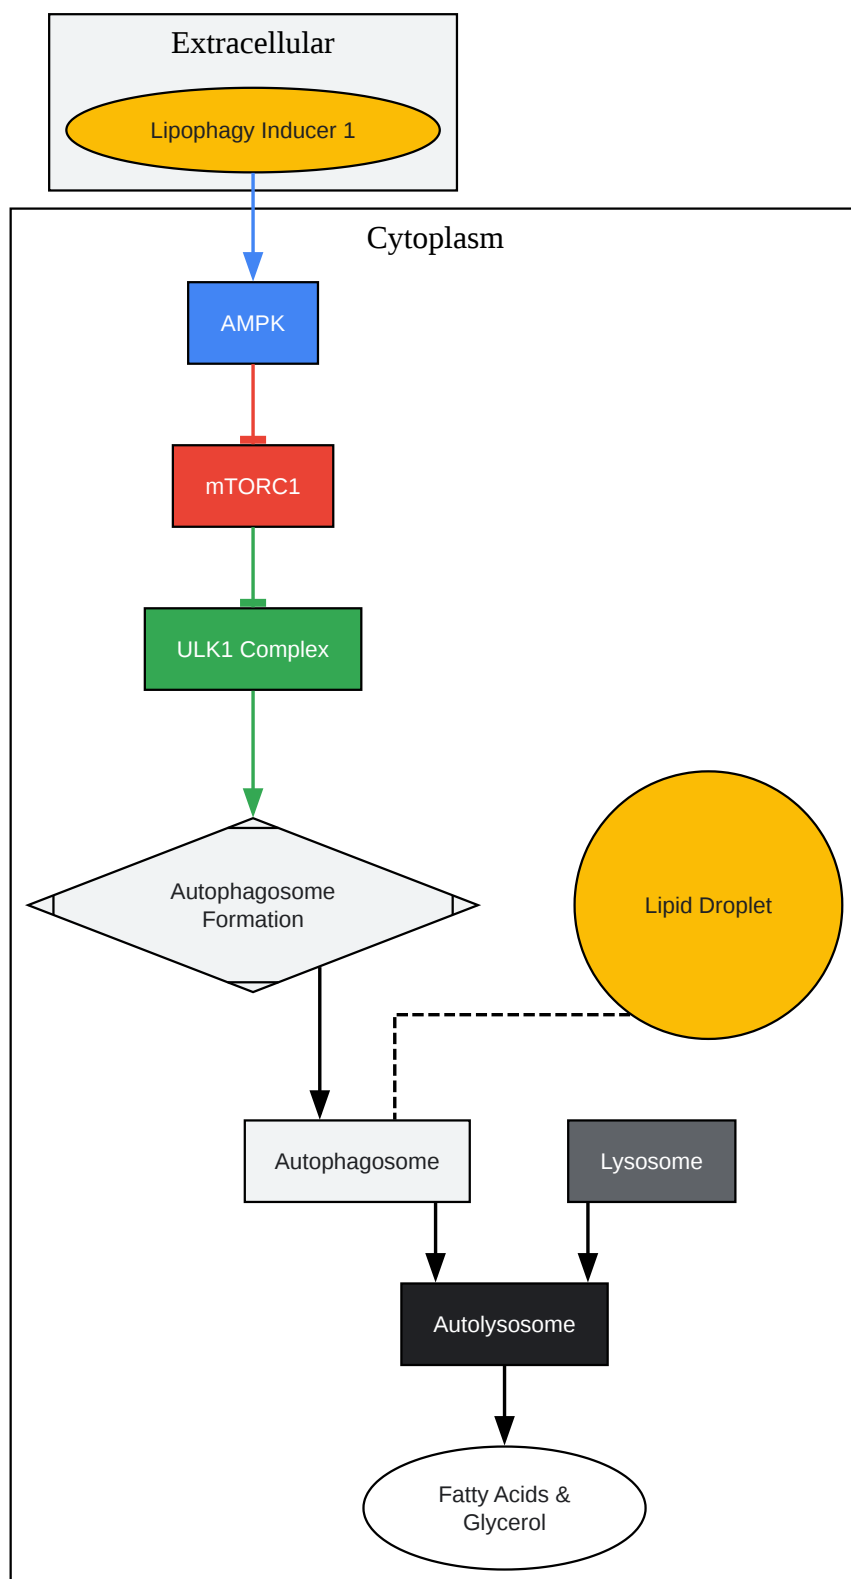 Extracellular
Lipophagy Inducer 1
Cytoplasm
AMPK
mTORC1
ULK1 Complex
Autophagosome
Formation
Lipid Droplet
Autophagosome
Lysosome
Autolysosome
Fatty Acids &
Glycerol